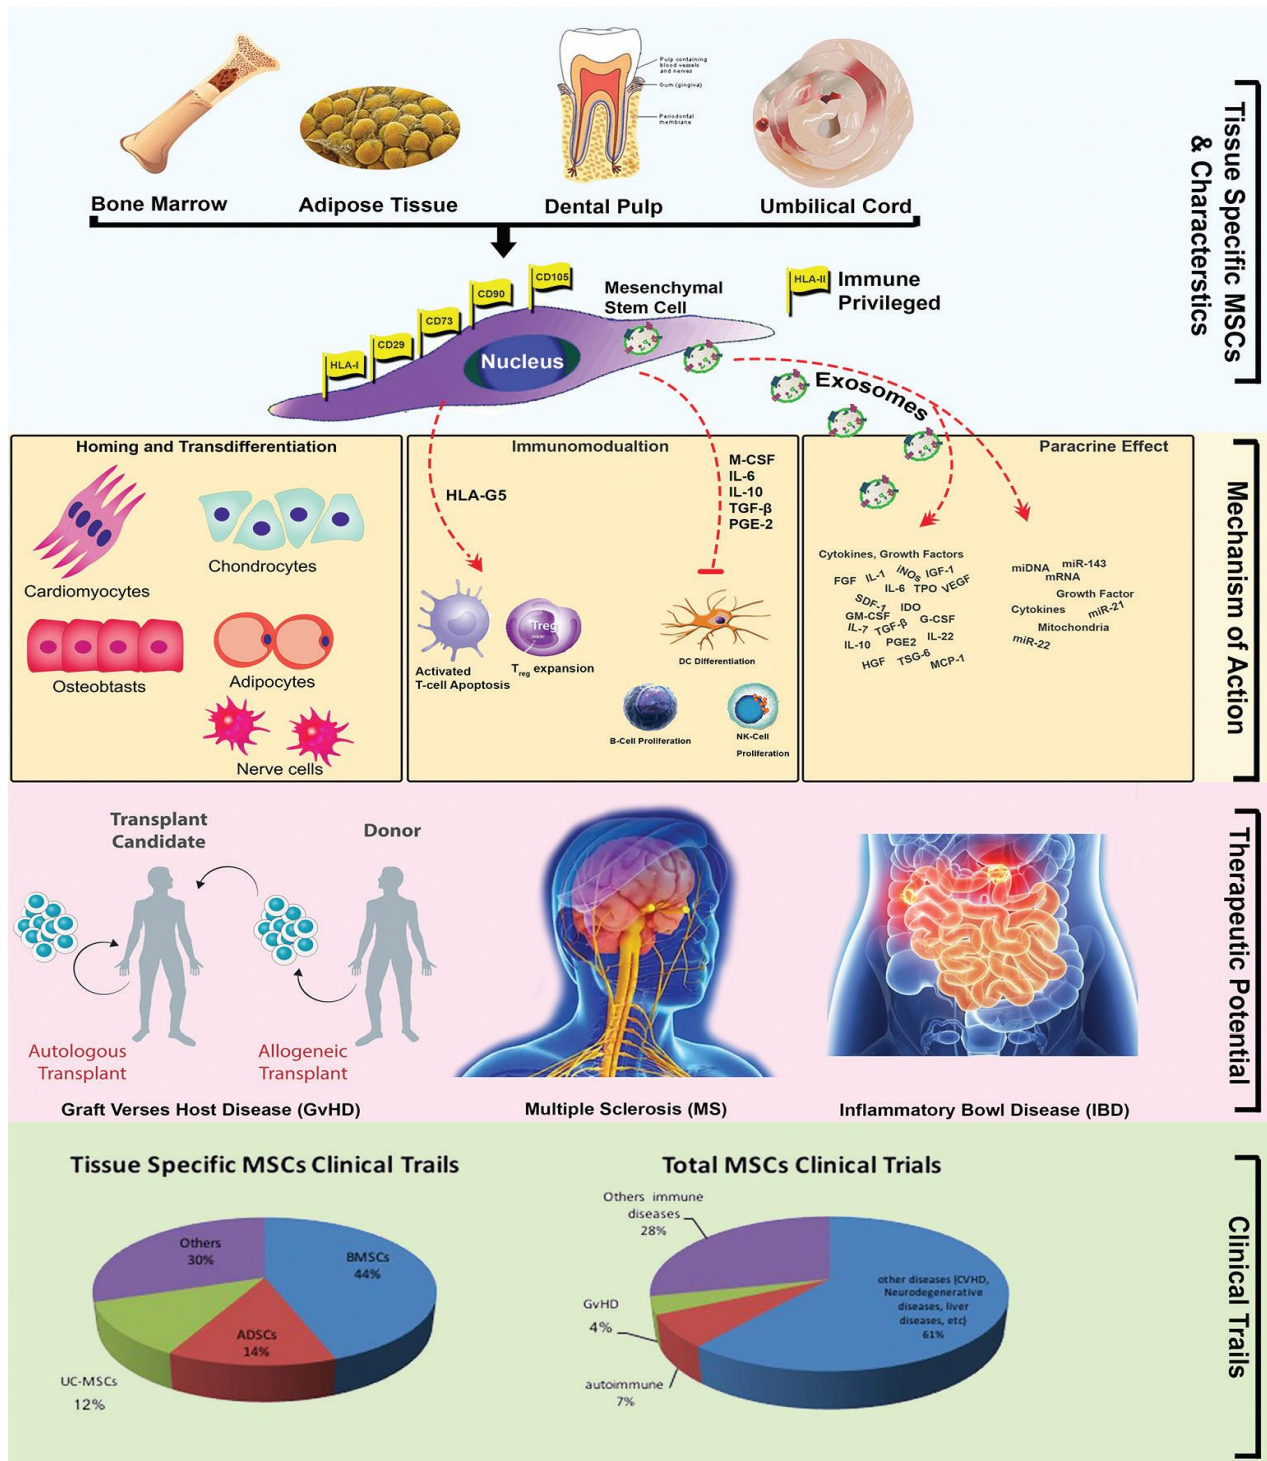 Pulp containing
blood vessels
and nerves
Gum (gingiva)
Periodontal
membrane
Bone Marrow
Adipose Tissue
Dental Pulp
Umbilical Cord
Tissue Specific MSCs
& Characterstics
HLA-I
CD29
CD73
CD90
CD105
Mesenchymal
Stem Cell
HLA-II
Immune
Privileged
Nucleus
Exosomes
Homing and Transdifferentiation
Cardiomyocytes
Chondrocytes
Osteobtasts
Adipocytes
Nerve cells
Immunomodualtion
HLA-G5
M-CSF
IL-6
IL-10
TGF-β
PGE-2
Activated
T-cell Apoptosis
Treg
Treg expansion
DC Differentiation
B-Cell Proliferation
NK-Cell
Proliferation
Paracrine Effect
Cytokines, Growth Factors
FGF IL-1 iNOs IGF-1
IL-6 TPO VEGF
SDF-1 IDO
GM-CSF G-CSF
IL-7 TGF-β IL-22
IL-10 PGE2
HGF TSG-6 MCP-1
miDNA miR-143
mRNA
Growth Factor
Cytokines miR-21
Mitochondria
miR-22
Mechanism of Action
Transplant
Candidate
Donor
Autologous
Transplant
Allogeneic
Transplant
Graft Verses Host Disease (GvHD)
Multiple Sclerosis (MS)
Inflammatory Bowl Disease (IBD)
Therapeutic Potential
Tissue Specific MSCs Clinical Trails
Others
30%
BMSCs
44%
ADSCs
14%
UC-MSCs
12%
Total MSCs Clinical Trials
Others immune
diseases
28%
GvHD
4%
autoimmune
7%
other diseases (CVHD,
Neurodegenerative
diseases, liver
diseases, etc)
61%
Clinical Trails